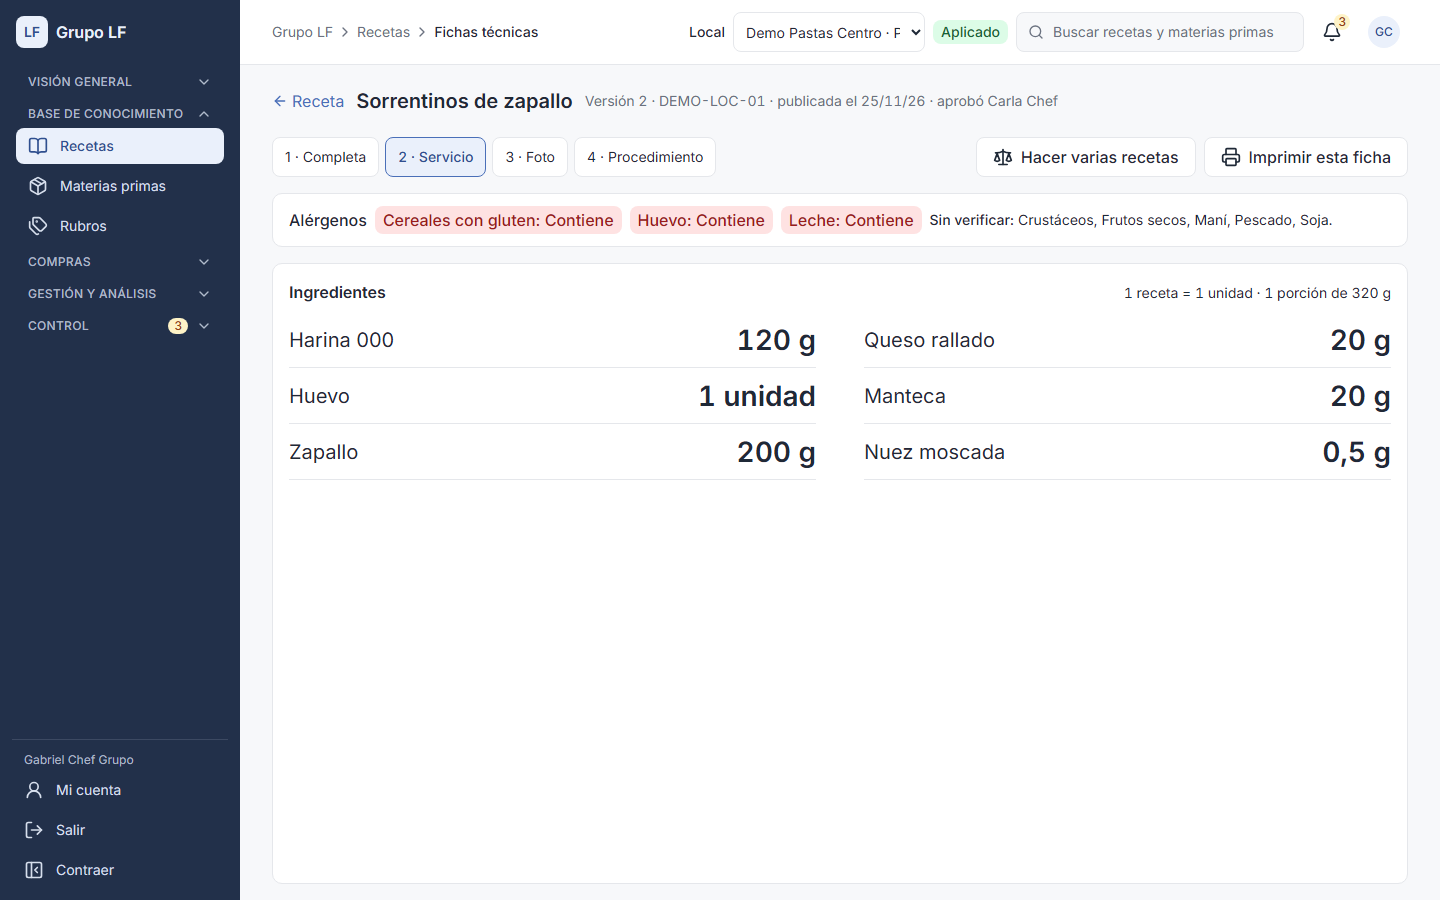 LF Grupo LF
VISIÓN GENERAL
BASE DE CONOCIMIENTO
Recetas
Materias primas
Rubros
COMPRAS
GESTIÓN Y ANÁLISIS
CONTROL 3
Gabriel Chef Grupo
Mi cuenta
Salir
Contraer
Grupo LF Recetas Fichas técnicas Local Demo Pastas Centro · P Aplicado Buscar recetas y materias primas 3 GC
Receta Sorrentinos de zapallo Versión 2 · DEMO-LOC-01 · publicada el 25/11/26 · aprobó Carla Chef
1 · Completa 2 · Servicio 3 · Foto 4 · Procedimiento Hacer varias recetas Imprimir esta ficha
Alérgenos Cereales con gluten: Contiene Huevo: Contiene Leche: Contiene Sin verificar: Crustáceos, Frutos secos, Maní, Pescado, Soja.
Ingredientes 1 receta = 1 unidad · 1 porción de 320 g
Harina 000 120 g Queso rallado 20 g
Huevo 1 unidad Manteca 20 g
Zapallo 200 g Nuez moscada 0,5 g